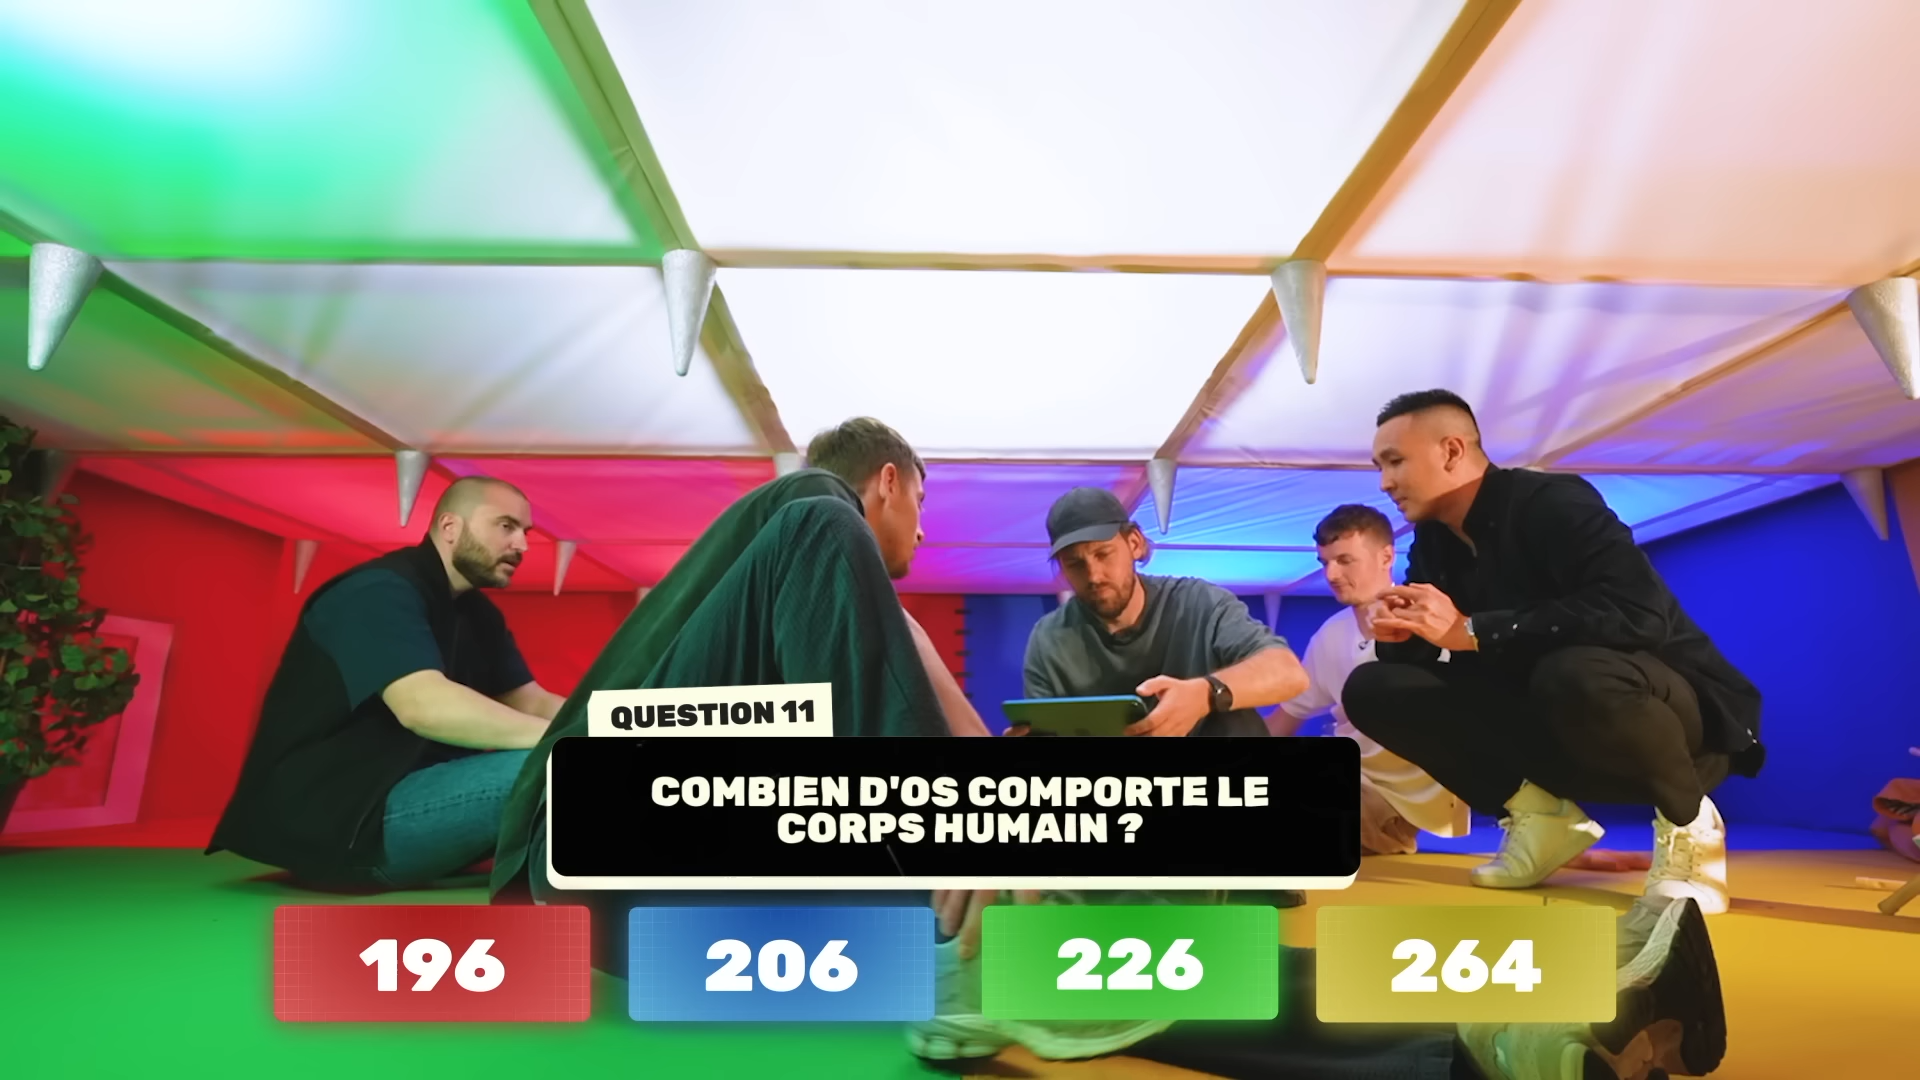 QUESTION 11
COMBIEN D'OS COMPORTE LE
CORPS HUMAIN ?
196
206
226
264